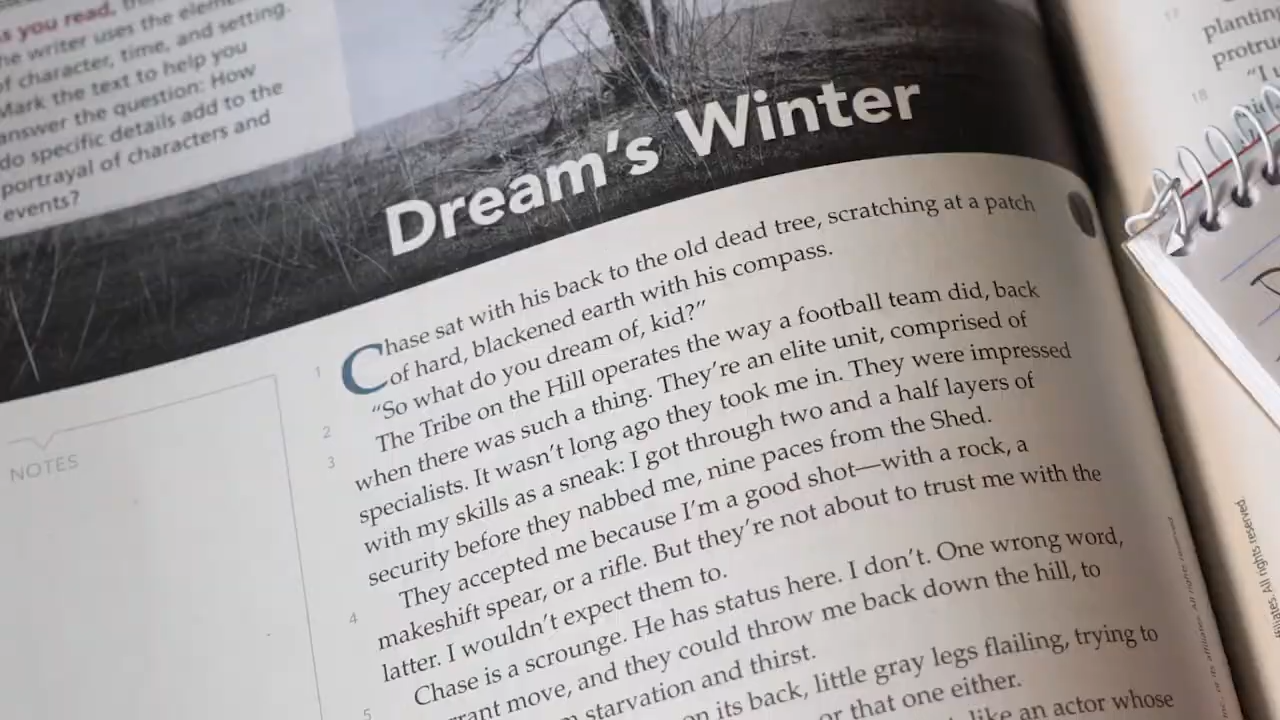 s you read,
he writer uses the
of character, time, and setting.
Mark the text to help you
answer the question: How
do specific details add to the
portrayal of characters and
events?
Dream's Winter
NOTES
1
Chase sat with his back to the old dead tree, scratching at a patch
of hard, blackened earth with his compass.
2
“So what do you dream of, kid?”
3
The Tribe on the Hill operates the way a football team did, back
when there was such a thing. They’re an elite unit, comprised of
specialists. It wasn’t long ago they took me in. They were impressed
with my skills as a sneak: I got through two and a half layers of
security before they nabbed me, nine paces from the Shed.
4
They accepted me because I’m a good shot—with a rock, a
makeshift spear, or a rifle. But they’re not about to trust me with the
latter. I wouldn’t expect them to.
5
Chase is a scrounge. He has status here. I don’t. One wrong word,
rant move, and they could throw me back down the hill, to
starvation and thirst.
on its back, little gray legs flailing, trying to
or that one either.
like an actor whose
17
planting
protru
“I
18
All rights reserved.
iliates. All rights reserved.